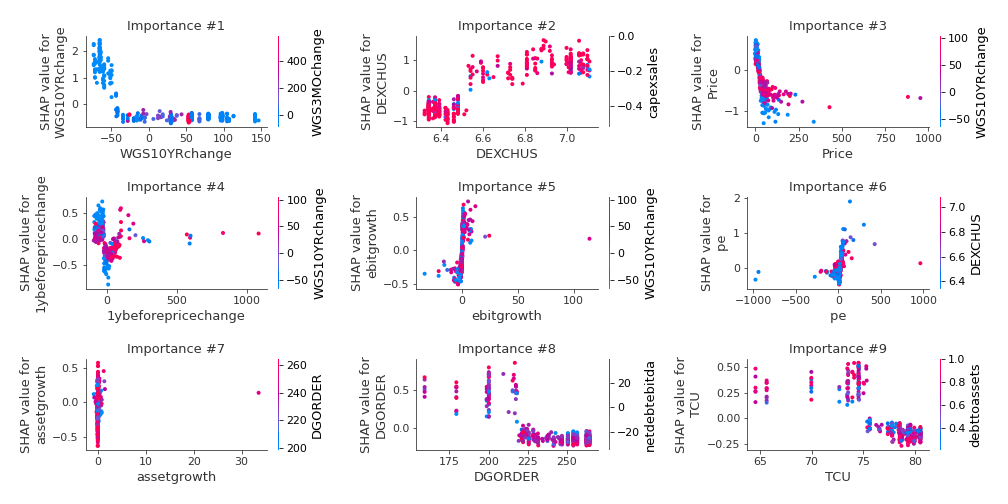 Importance #1
Importance #2
Importance #3
SHAP value for
WGS10YRchange
2
1
0
−50
0
50
100
150
WGS10YRchange
400
200
0
WGS3MOchange
SHAP value for
DEXCHUS
1
0
−1
6.4
6.6
6.8
7.0
DEXCHUS
0.0
−0.2
−0.4
capexsales
SHAP value for
Price
0
−1
0
250
500
750
1000
Price
100
50
0
−50
WGS10YRchange
Importance #4
Importance #5
Importance #6
SHAP value for
1ybeforepricechange
0.5
0.0
−0.5
0
500
1000
1ybeforepricechange
100
50
0
−50
WGS10YRchange
SHAP value for
ebitgrowth
0.5
0.0
−0.5
0
50
100
ebitgrowth
100
50
0
−50
WGS10YRchange
SHAP value for
pe
2
1
0
−1000
−500
0
500
1000
pe
7.0
6.8
6.6
6.4
DEXCHUS
Importance #7
Importance #8
Importance #9
SHAP value for
assetgrowth
0.5
0.0
−0.5
0
10
20
30
assetgrowth
260
240
220
200
DGORDER
SHAP value for
DGORDER
0.5
0.0
175
200
225
250
DGORDER
20
0
−20
netdebtebitda
SHAP value for
TCU
0.50
0.25
0.00
−0.25
65
70
75
80
TCU
1.0
0.8
0.6
0.4
debttoassets